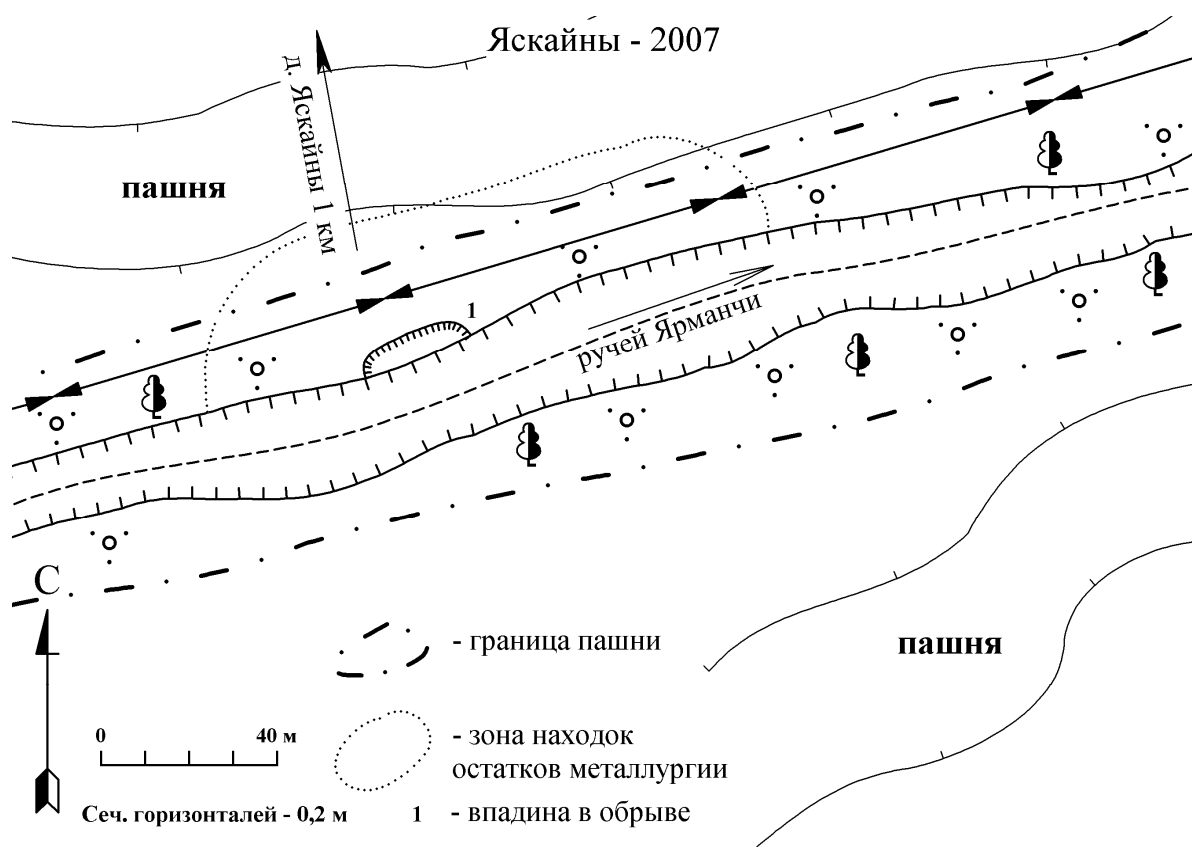 Яскайны - 2007
д. Яскайны 1 км
пашня
1
ручей Ярманчи
С
пашня
- граница пашни
0 40 м
- зона находок
остатков металлургии
Сеч. горизонталей - 0,2 м
1 - впадина в обрыве